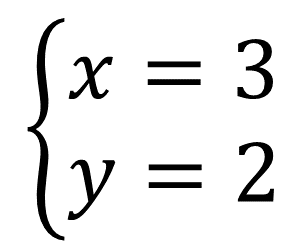 x = 3
y = 2